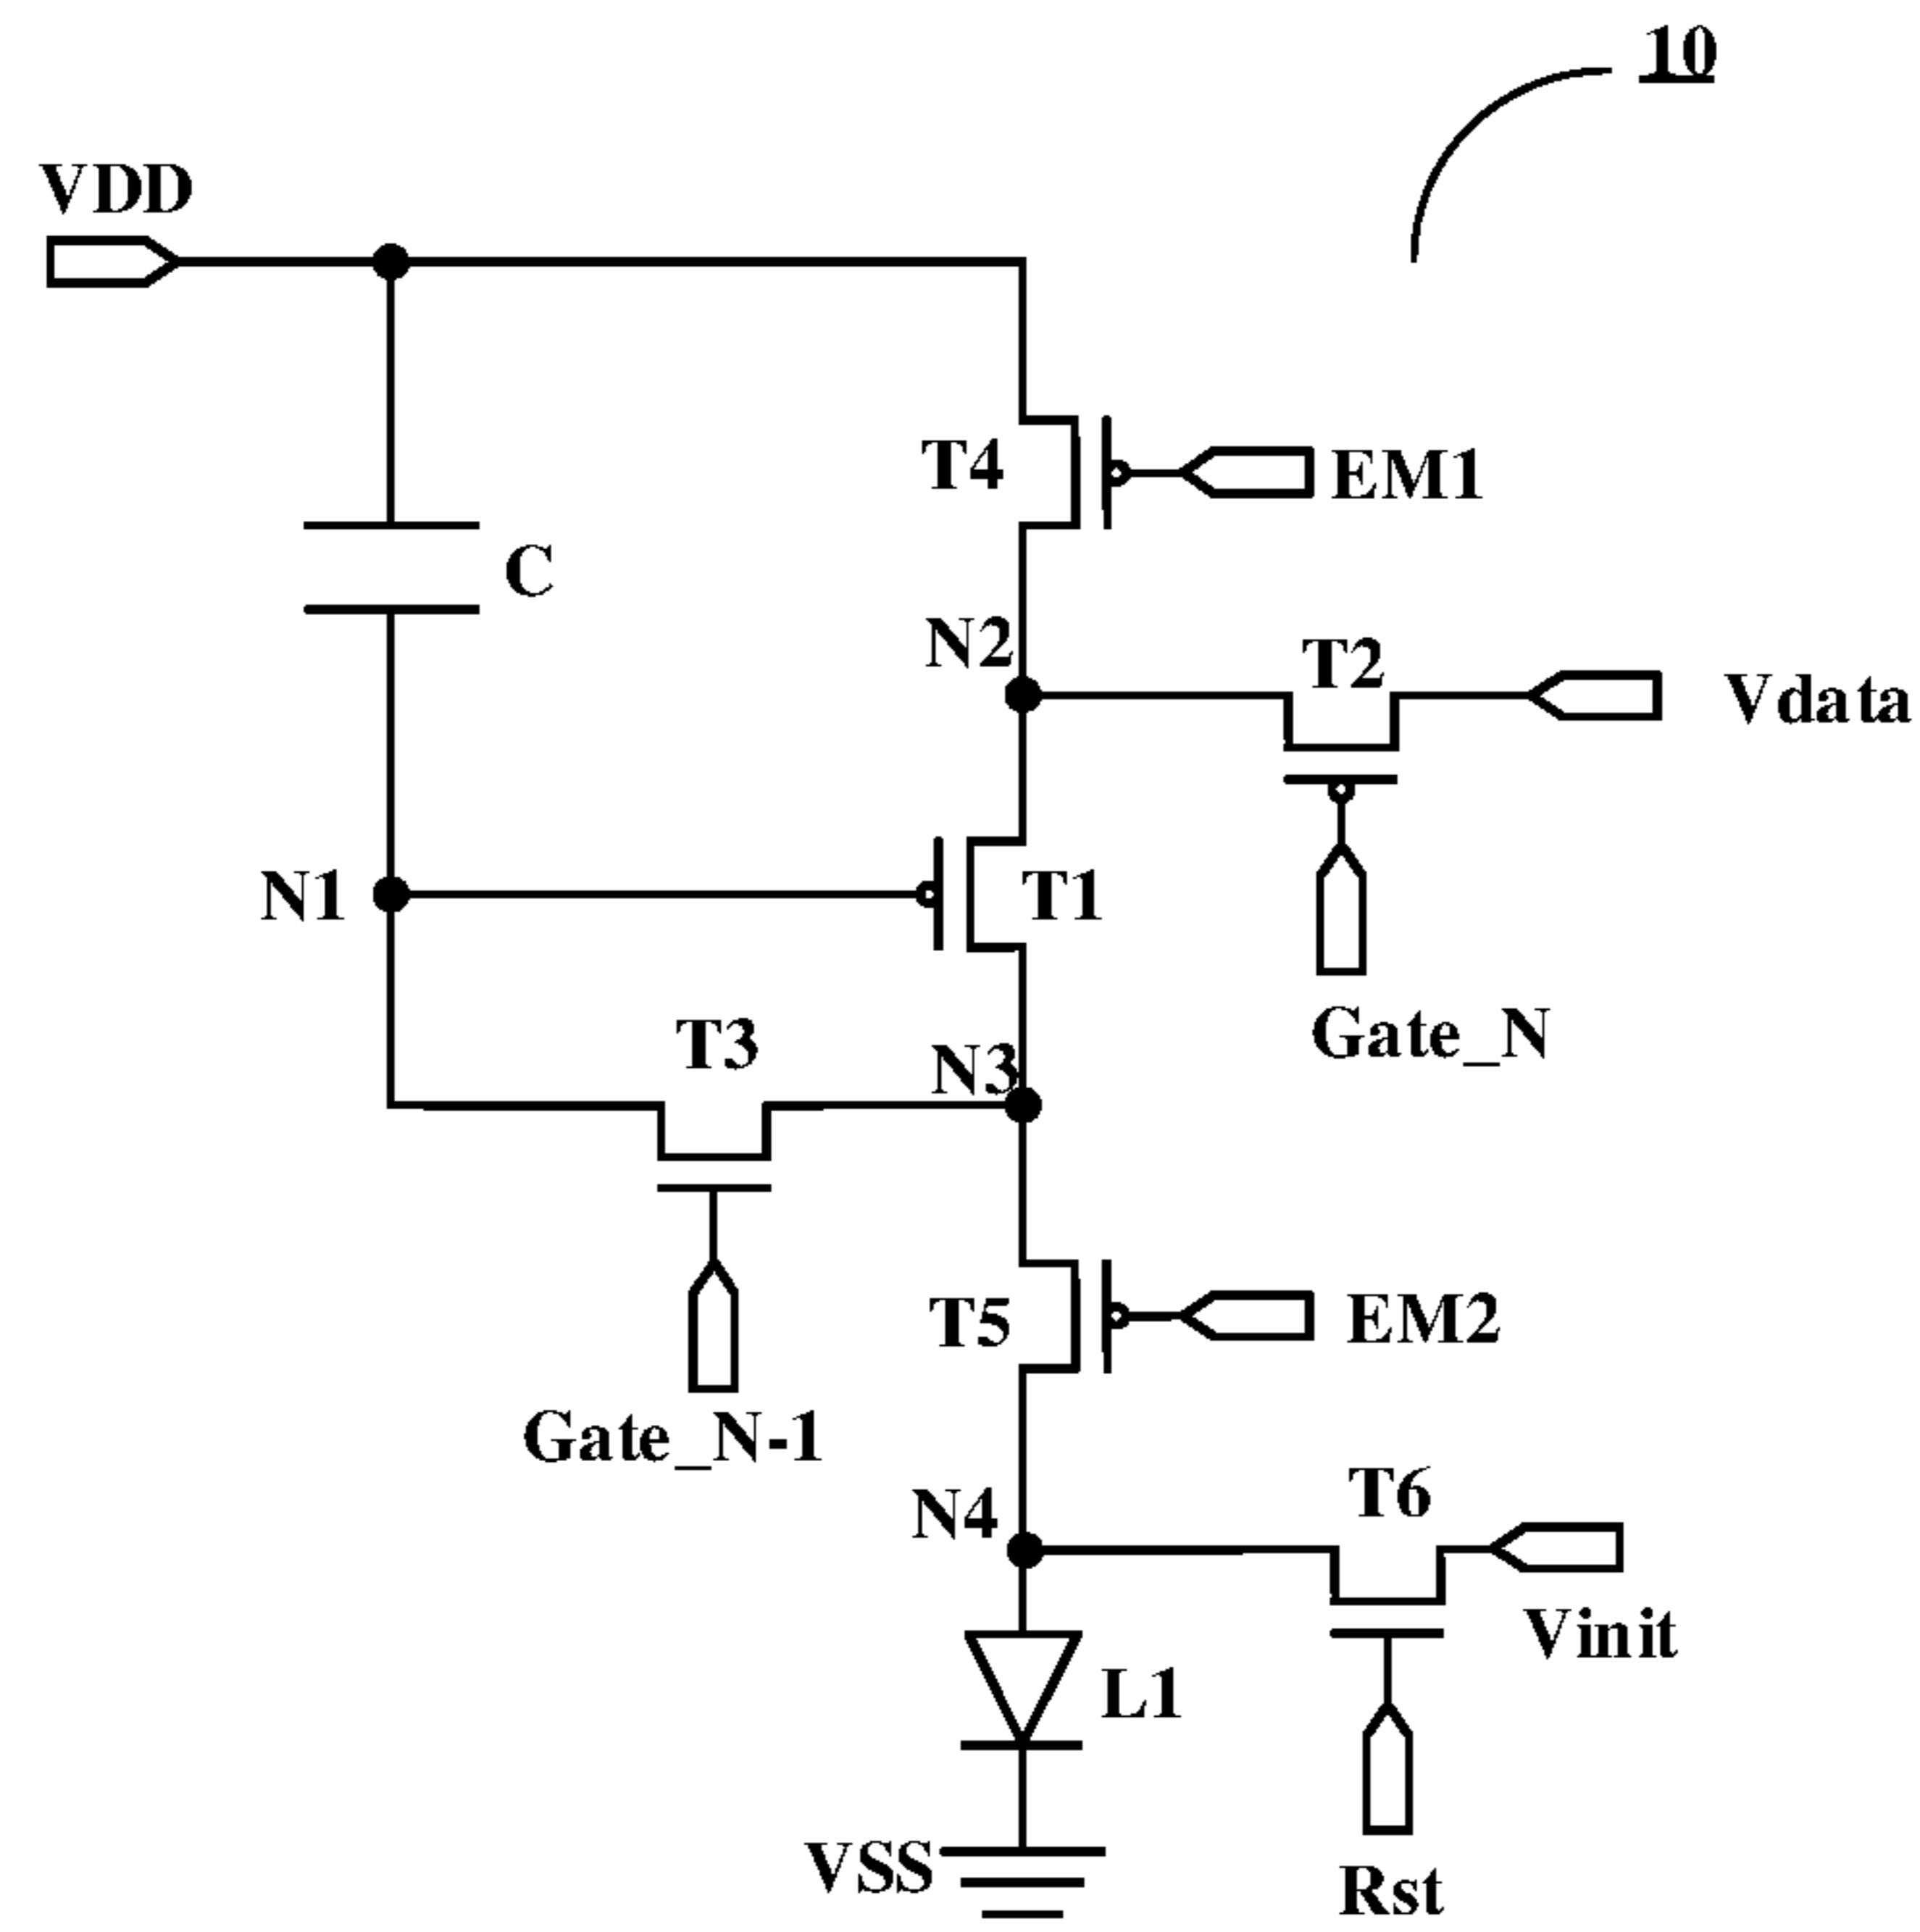 10
VDD
T4
EM1
C
N2
T2
Vdata
N1
T1
Gate_N
T3
N3
T5
EM2
Gate_N-1
N4
T6
Vinit
L1
VSS
Rst